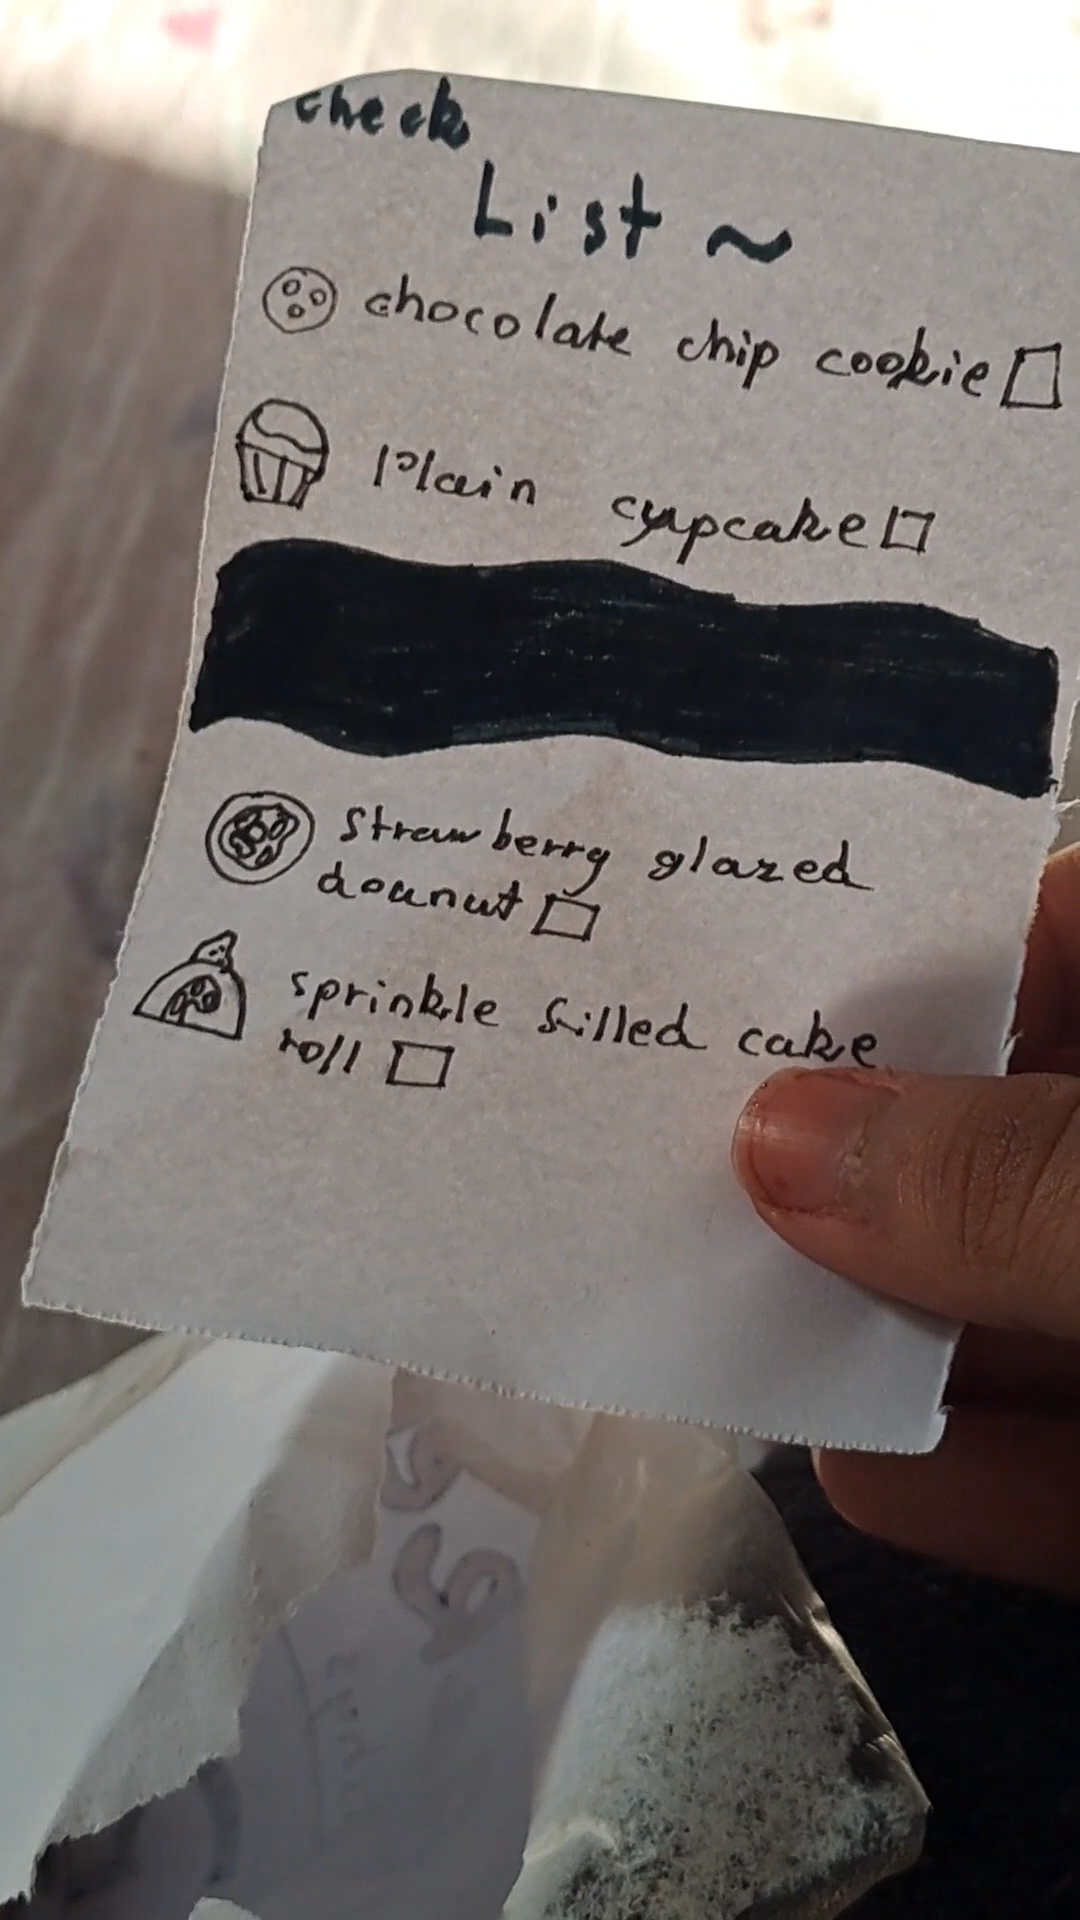 check
List ~
chocolate chip cookie
Plain cupcake
strawberry glazed
dounut
sprinkle filled cake
roll